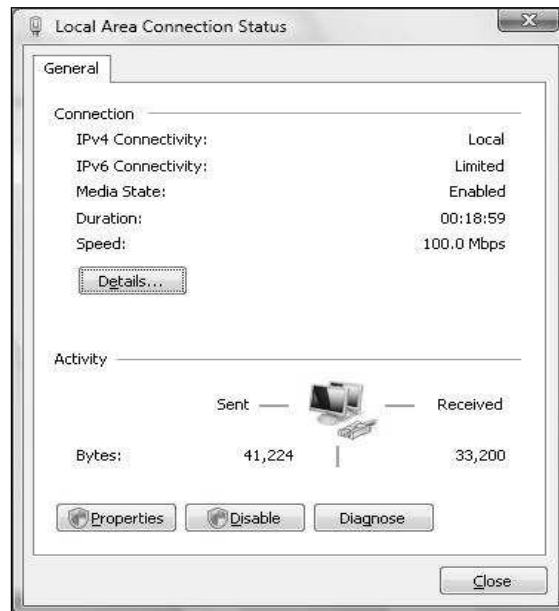 Local Area Connection Status
General
Connection
IPv4 Connectivity: Local
IPv6 Connectivity: Limited
Media State: Enabled
Duration: 00:18:59
Speed: 100.0 Mbps
Details...
Activity
Sent Received
Bytes: 41,224 33,200
Properties Disable Diagnose
Close